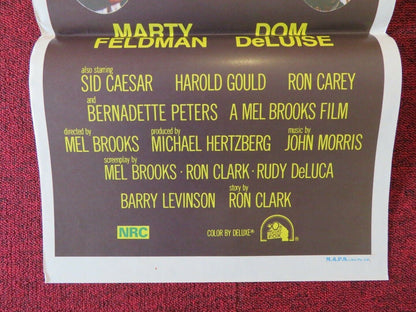 MARTY DOM
FELDMAN DeLUISE
also starring
SID CAESAR HAROLD GOULD RON CAREY
and
BERNADETTE PETERS A MEL BROOKS FILM
directed by produced by music by
MEL BROOKS MICHAEL HERTZBERG JOHN MORRIS
screenplay by
MEL BROOKS · RON CLARK · RUDY DeLUCA
story by
BARRY LEVINSON RON CLARK
NRC COLOR BY DELUXE®
M.A.P.S.